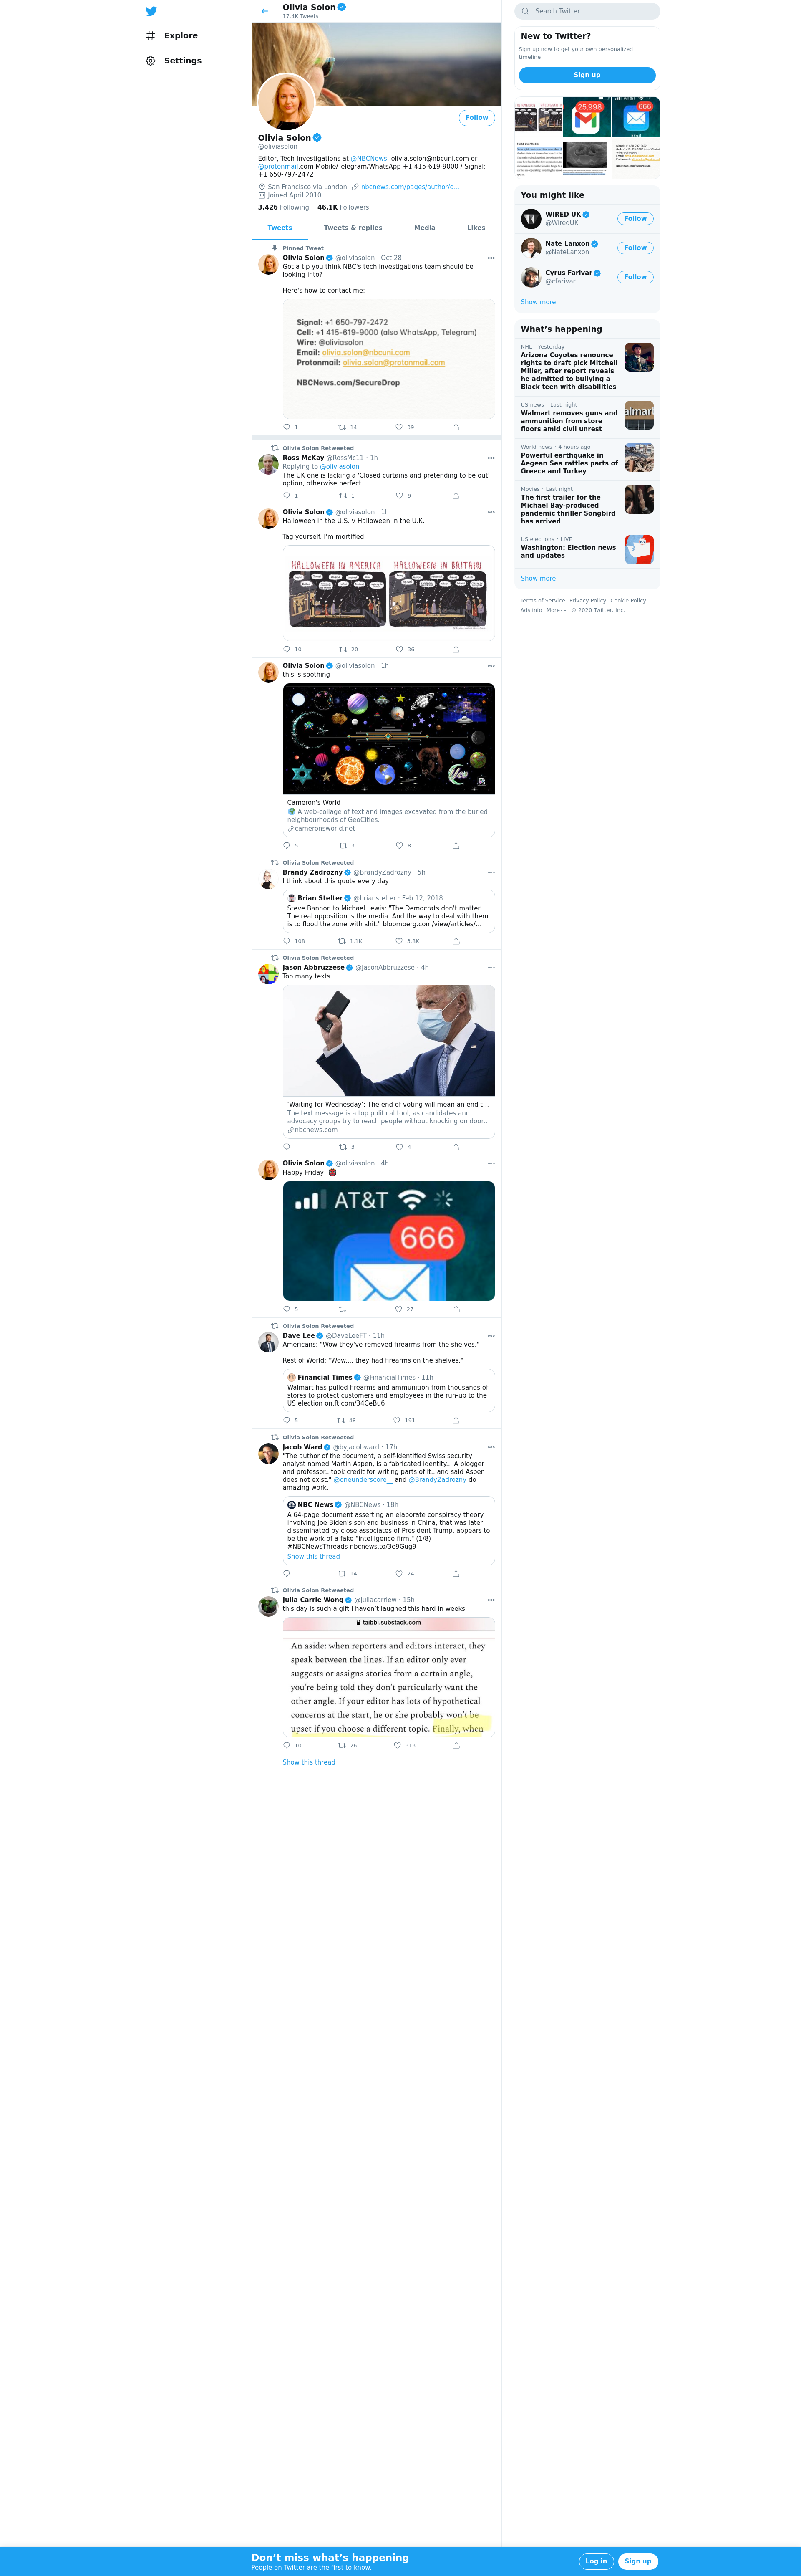 Explore
Settings
Olivia Solon
17.4K Tweets
Follow
Olivia Solon
@oliviasolon
Editor, Tech Investigations at @NBCNews, olivia.solon@nbcuni.com or
@protonmail.com Mobile/Telegram/WhatsApp +1 415-619-9000 / Signal:
+1 650-797-2472
San Francisco via London nbcnews.com/pages/author/o...
Joined April 2010
3,426 Following 46.1K Followers
Tweets Tweets & replies Media Likes
Pinned Tweet
Olivia Solon @oliviasolon · Oct 28
Got a tip you think NBC's tech investigations team should be
looking into?
Here's how to contact me:
Signal: +1 650-797-2472
Cell: +1 415-619-9000 (also WhatsApp, Telegram)
Wire: @oliviasolon
Email: olivia.solon@nbcuni.com
Protonmail: olivia.solon@protonmail.com
NBCNews.com/SecureDrop
1 14 39
Olivia Solon Retweeted
Ross McKay @RossMc11 · 1h
Replying to @oliviasolon
The UK one is lacking a 'Closed curtains and pretending to be out'
option, otherwise perfect.
1 1 9
Olivia Solon @oliviasolon · 1h
Halloween in the U.S. v Halloween in the U.K.
Tag yourself. I'm mortified.
HALLOWEEN IN AMERICA HALLOWEEN IN BRITAIN
10 20 36
Olivia Solon @oliviasolon · 1h
this is soothing
Cameron's World
A web-collage of text and images excavated from the buried
neighbourhoods of GeoCities.
cameronsworld.net
5 3 8
Olivia Solon Retweeted
Brandy Zadrozny @BrandyZadrozny · 5h
I think about this quote every day
Brian Stelter @brianstelter · Feb 12, 2018
Steve Bannon to Michael Lewis: "The Democrats don't matter.
The real opposition is the media. And the way to deal with them
is to flood the zone with shit." bloomberg.com/view/articles/...
108 1.1K 3.8K
Olivia Solon Retweeted
Jason Abbruzzese @JasonAbbruzzese · 4h
Too many texts.
'Waiting for Wednesday': The end of voting will mean an end t...
The text message is a top political tool, as candidates and
advocacy groups try to reach people without knocking on door...
nbcnews.com
3 4
Olivia Solon @oliviasolon · 4h
Happy Friday!
AT&T
666
5 27
Olivia Solon Retweeted
Dave Lee @DaveLeeFT · 11h
Americans: "Wow they've removed firearms from the shelves."
Rest of World: "Wow.... they had firearms on the shelves."
Financial Times @FinancialTimes · 11h
Walmart has pulled firearms and ammunition from thousands of
stores to protect customers and employees in the run-up to the
US election on.ft.com/34CeBu6
5 48 191
Olivia Solon Retweeted
Jacob Ward @byjacobward · 17h
"The author of the document, a self-identified Swiss security
analyst named Martin Aspen, is a fabricated identity....A blogger
and professor...took credit for writing parts of it...and said Aspen
does not exist." @oneunderscore__ and @BrandyZadrozny do
amazing work.
NBC News @NBCNews · 18h
A 64-page document asserting an elaborate conspiracy theory
involving Joe Biden's son and business in China, that was later
disseminated by close associates of President Trump, appears to
be the work of a fake "intelligence firm." (1/8)
#NBCNewsThreads nbcnews.to/3e9Gug9
Show this thread
14 24
Olivia Solon Retweeted
Julia Carrie Wong @juliacarriew · 15h
this day is such a gift I haven't laughed this hard in weeks
taibbi.substack.com
An aside: when reporters and editors interact, they
speak between the lines. If an editor only ever
suggests or assigns stories from a certain angle,
you're being told they don't particularly want the
other angle. If your editor has lots of hypothetical
concerns at the start, he or she probably won't be
upset if you choose a different topic. Finally, when
10 26 313
Show this thread
Search Twitter
New to Twitter?
Sign up now to get your own personalized
timeline!
Sign up
25,998
AT&T
666
Mail
You might like
WIRED UK
@WiredUK
Follow
Nate Lanxon
@NateLanxon
Follow
Cyrus Farivar
@cfarivar
Follow
Show more
What's happening
NHL · Yesterday
Arizona Coyotes renounce
rights to draft pick Mitchell
Miller, after report reveals
he admitted to bullying a
Black teen with disabilities
US news · Last night
Walmart removes guns and
ammunition from store
floors amid civil unrest
World news · 4 hours ago
Powerful earthquake in
Aegean Sea rattles parts of
Greece and Turkey
Movies · Last night
The first trailer for the
Michael Bay-produced
pandemic thriller Songbird
has arrived
US elections · LIVE
Washington: Election news
and updates
Show more
Terms of Service Privacy Policy Cookie Policy
Ads info More © 2020 Twitter, Inc.
Don't miss what's happening
People on Twitter are the first to know.
Log in
Sign up